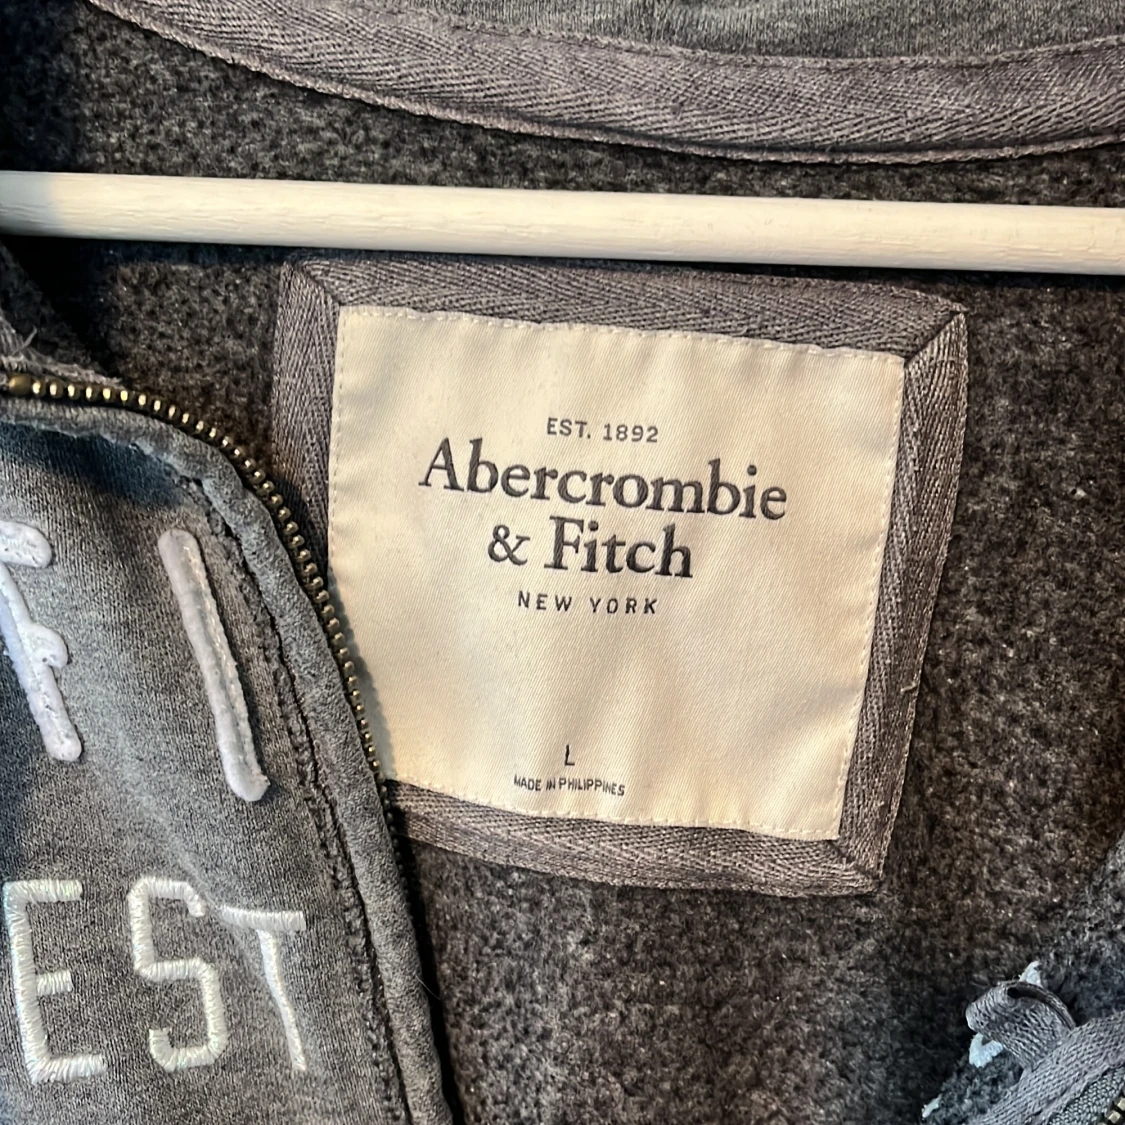 EST. 1892
Abercrombie
& Fitch
NEW YORK
L
MADE IN PHILIPPINES
EST